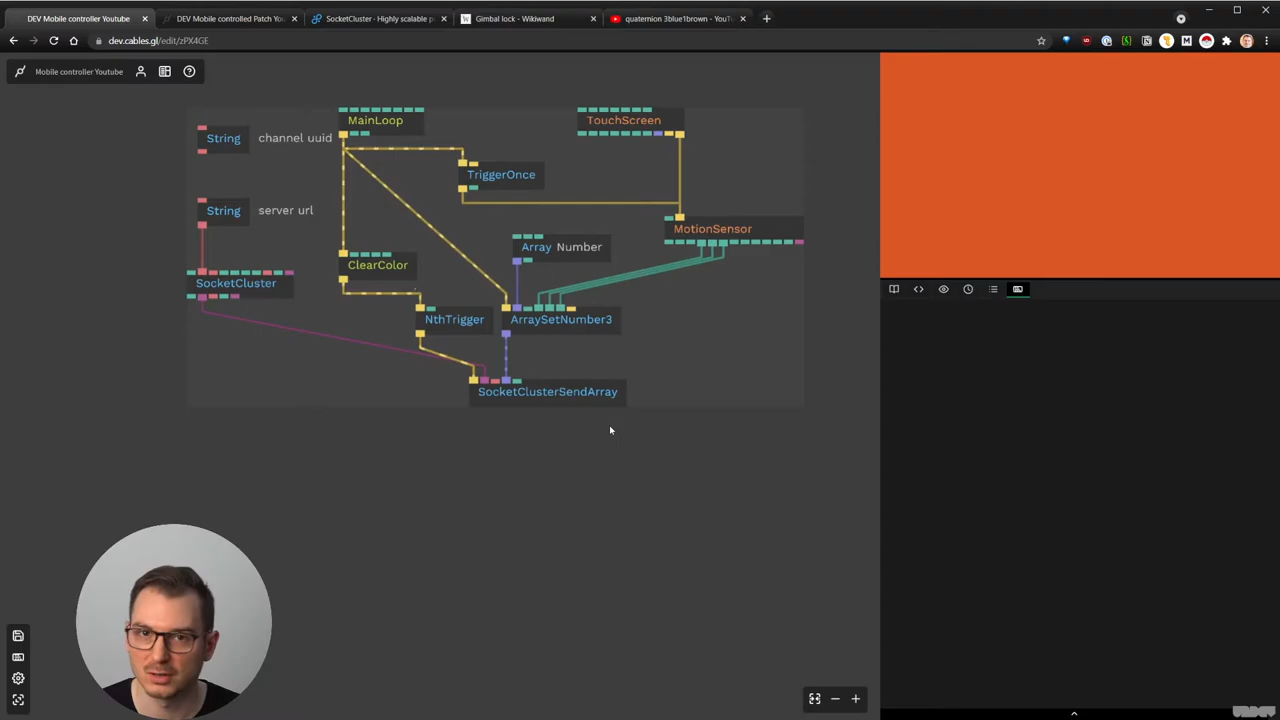 DEV Mobile controller Youtube
DEV Mobile controlled Patch You
SocketCluster · Highly scalable p
Gimbal lock - Wikiwand
quaternion 3blue1brown - YouT
dev.cables.gl/edit/zPX4GE
Mobile controller Youtube
MainLoop
TouchScreen
String
channel uuid
TriggerOnce
String
server url
MotionSensor
Array Number
ClearColor
SocketCluster
NthTrigger
ArraySetNumber3
SocketClusterSendArray